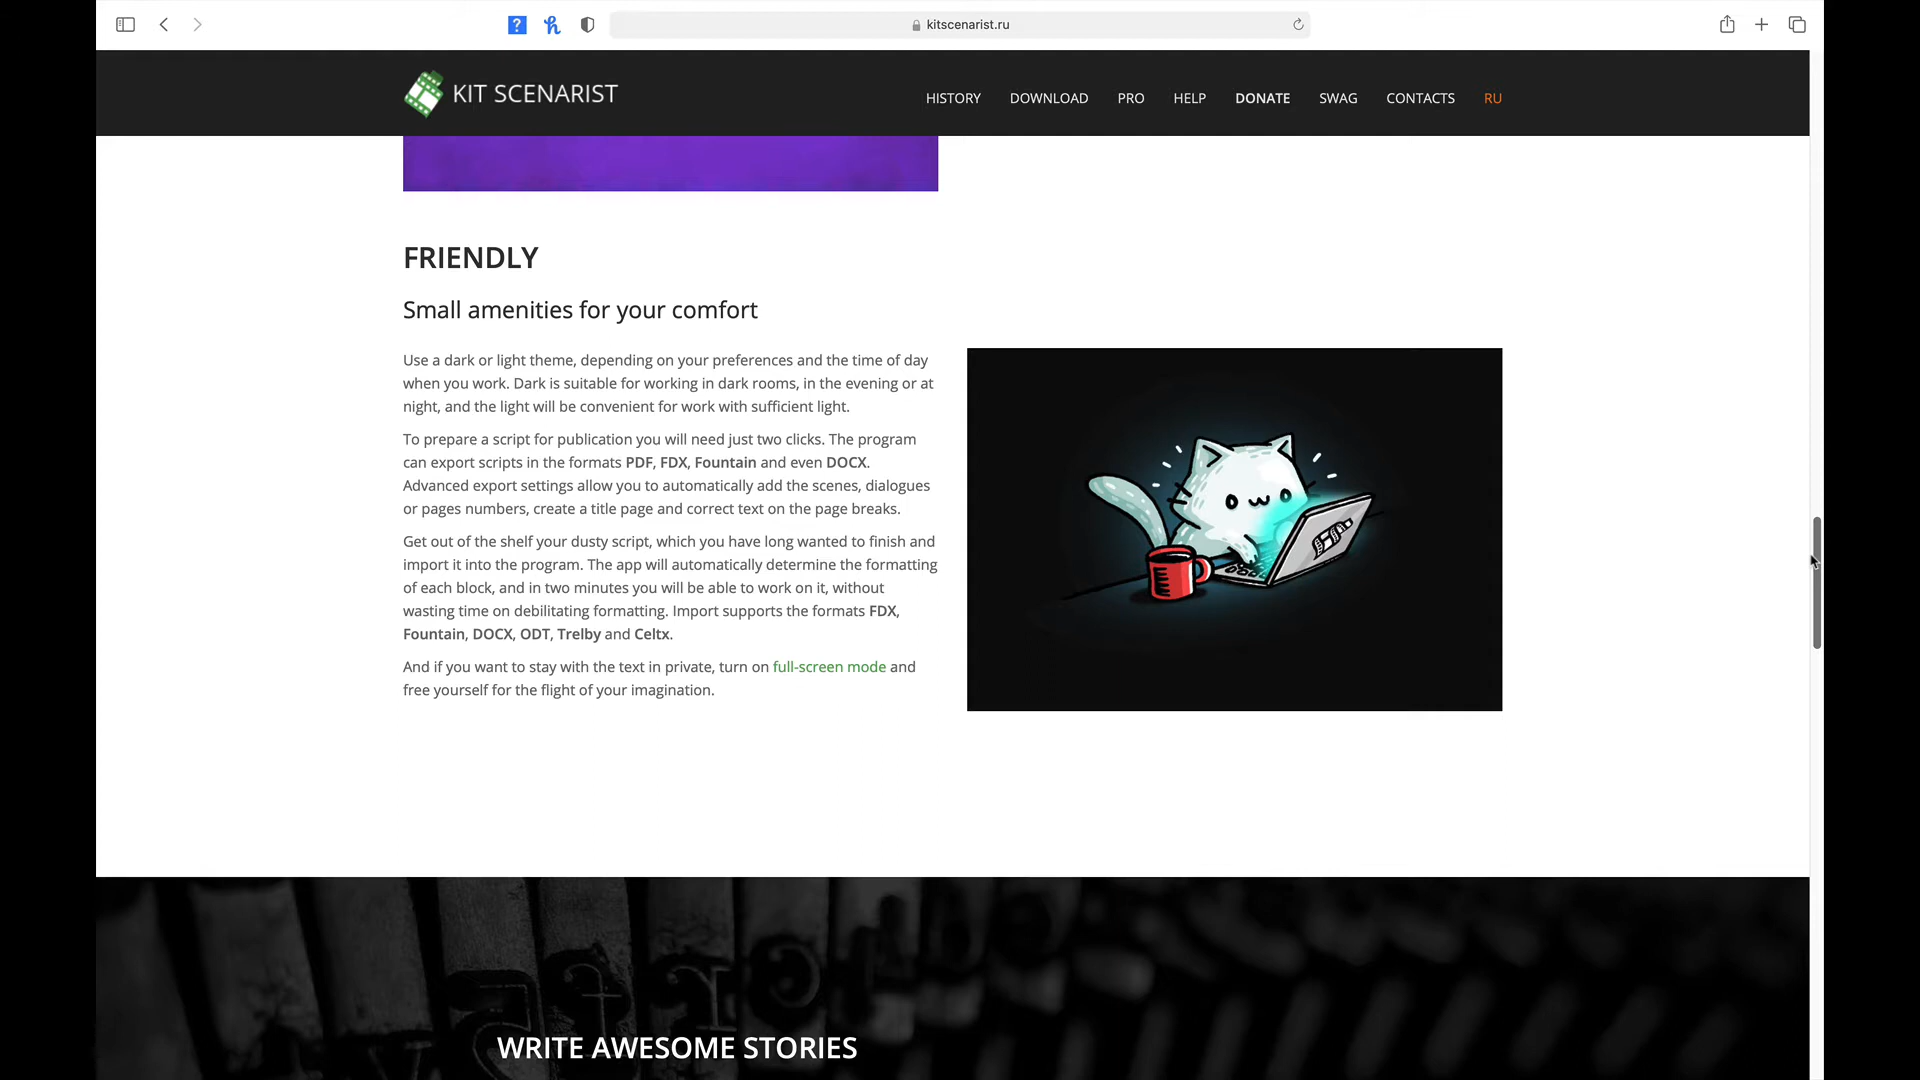 kitscenarist.ru
KIT SCENARIST
HISTORY DOWNLOAD PRO HELP DONATE SWAG CONTACTS RU
FRIENDLY
Small amenities for your comfort
Use a dark or light theme, depending on your preferences and the time of day
when you work. Dark is suitable for working in dark rooms, in the evening or at
night, and the light will be convenient for work with sufficient light.
To prepare a script for publication you will need just two clicks. The program
can export scripts in the formats PDF, FDX, Fountain and even DOCX.
Advanced export settings allow you to automatically add the scenes, dialogues
or pages numbers, create a title page and correct text on the page breaks.
Get out of the shelf your dusty script, which you have long wanted to finish and
import it into the program. The app will automatically determine the formatting
of each block, and in two minutes you will be able to work on it, without
wasting time on debilitating formatting. Import supports the formats FDX,
Fountain, DOCX, ODT, Trelby and Celtx.
And if you want to stay with the text in private, turn on full-screen mode and
free yourself for the flight of your imagination.
WRITE AWESOME STORIES